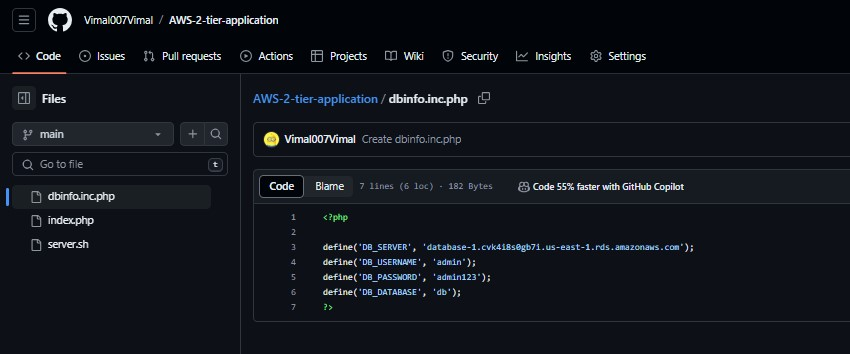 Vimal007Vimal / AWS-2-tier-application
Code Issues Pull requests Actions Projects Wiki Security Insights Settings
Files
main
Go to file t
dbinfo.inc.php
index.php
server.sh
AWS-2-tier-application / dbinfo.inc.php
Vimal007Vimal Create dbinfo.inc.php
Code Blame 7 lines (6 loc) · 182 Bytes Code 55% faster with GitHub Copilot
1 <?php
2
3 define('DB_SERVER', 'database-1.cvk4i8s0gb7i.us-east-1.rds.amazonaws.com');
4 define('DB_USERNAME', 'admin');
5 define('DB_PASSWORD', 'admin123');
6 define('DB_DATABASE', 'db');
7 ?>